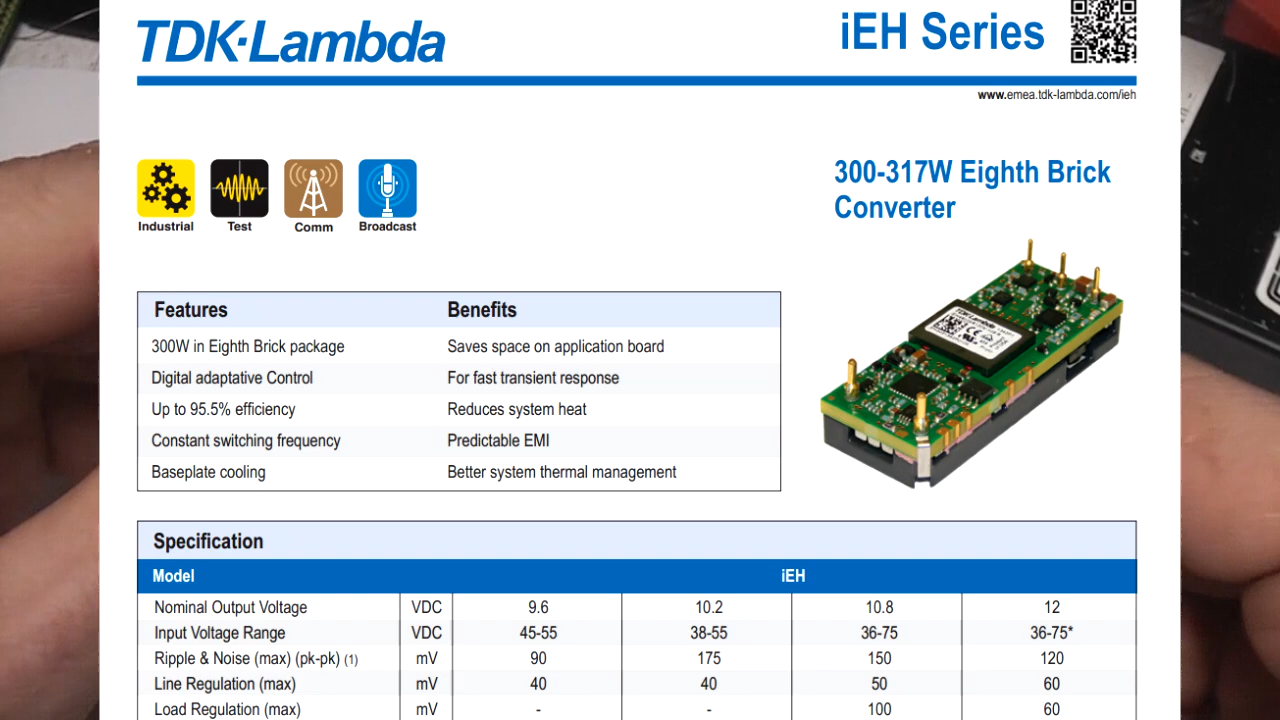 TDK·Lambda
iEH Series
www.emea.tdk-lambda.com/ieh
Industrial Test Comm Broadcast
300-317W Eighth Brick
Converter
Features Benefits
300W in Eighth Brick package Saves space on application board
Digital adaptative Control For fast transient response
Up to 95.5% efficiency Reduces system heat
Constant switching frequency Predictable EMI
Baseplate cooling Better system thermal management
TDK-Lambda
Specification
Model iEH
Nominal Output Voltage VDC 9.6 10.2 10.8 12
Input Voltage Range VDC 45-55 38-55 36-75 36-75*
Ripple & Noise (max) (pk-pk) (1) mV 90 175 150 120
Line Regulation (max) mV 40 40 50 60
Load Regulation (max) mV - - 100 60